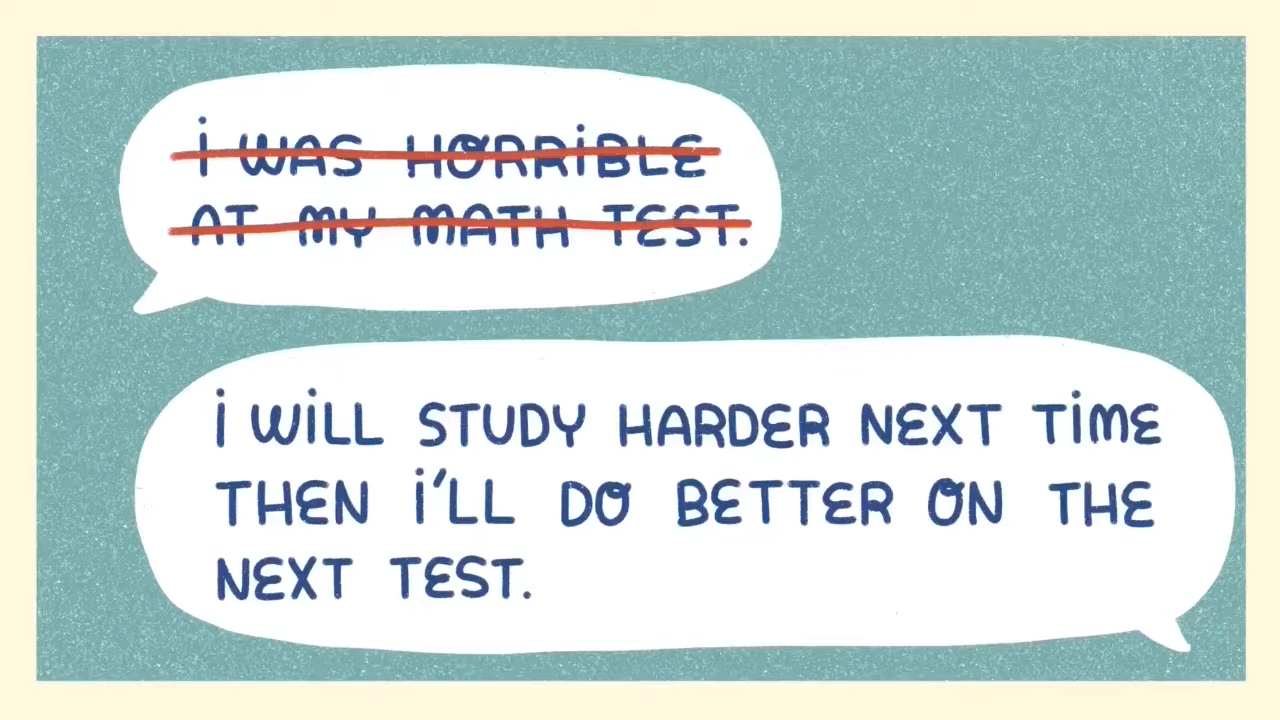 i WAS HORRiBLE
AT MY MATH TEST.
i WiLL STUDY HARDER NEXT TiME
THEN i'LL DO BETTER ON THE
NEXT TEST.